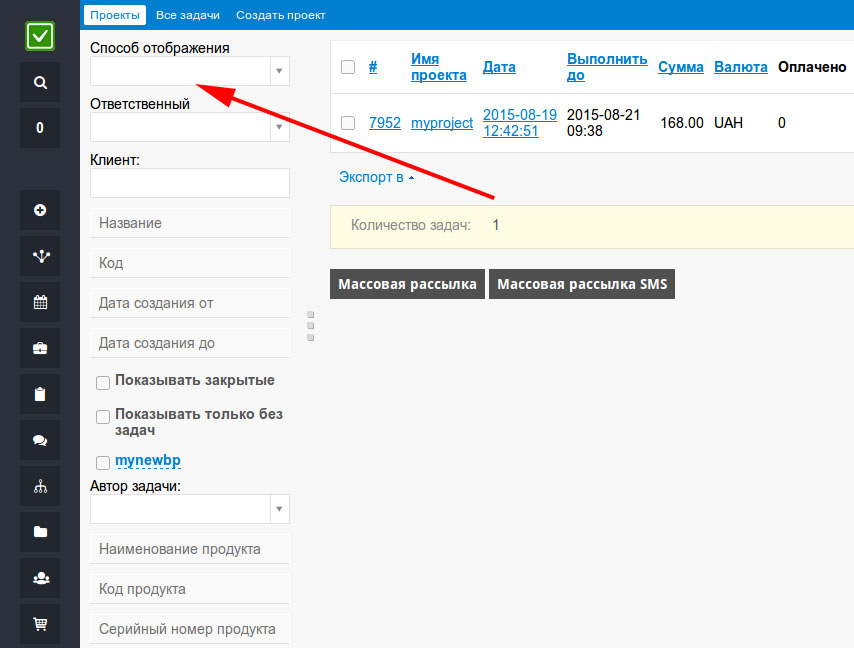 Проекты Все задачи Создать проект
0
Способ отображения
Ответственный
Клиент:
Название
Код
Дата создания от
Дата создания до
Показывать закрытые
Показывать только без
задач
mynewbp
Автор задачи:
Наименование продукта
Код продукта
Серийный номер продукта
# Имя проекта Дата Выполнить до Сумма Валюта Оплачено
7952 myproject 2015-08-19 12:42:51 2015-08-21 09:38 168.00 UAH 0
Экспорт в
Количество задач: 1
Массовая рассылка Массовая рассылка SMS